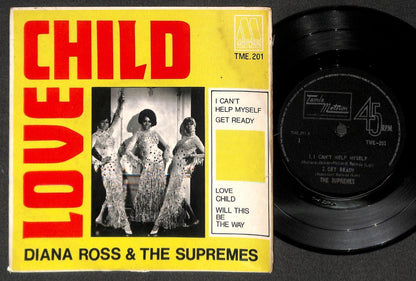 LOVE CHILD
MOTOWN
TME.201
I CAN'T
HELP MYSELF
GET READY
LOVE
CHILD
WILL THIS
BE
THE WAY
DIANA ROSS & THE SUPREMES
Tamla
Motown
45
RPM
TME-201
1. I CAN'T HELP MYSELF
2. GET READY
THE SUPREMES